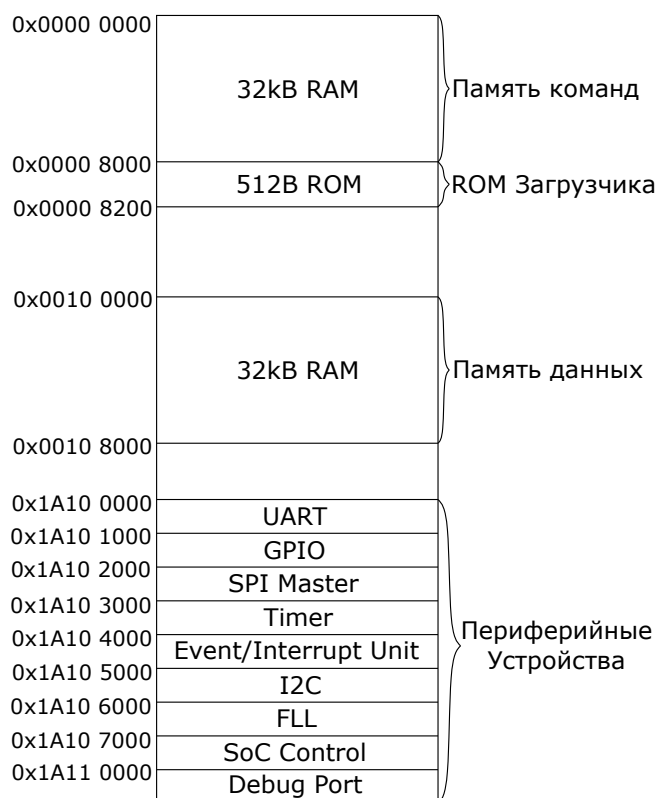 0x0000 0000
32kB RAM
Память команд
0x0000 8000
512B ROM
ROM Загрузчика
0x0000 8200
0x0010 0000
32kB RAM
Память данных
0x0010 8000
0x1A10 0000
UART
0x1A10 1000
GPIO
0x1A10 2000
SPI Master
0x1A10 3000
Timer
0x1A10 4000
Event/Interrupt Unit
Периферийные
Устройства
0x1A10 5000
I2C
0x1A10 6000
FLL
0x1A10 7000
SoC Control
0x1A11 0000
Debug Port